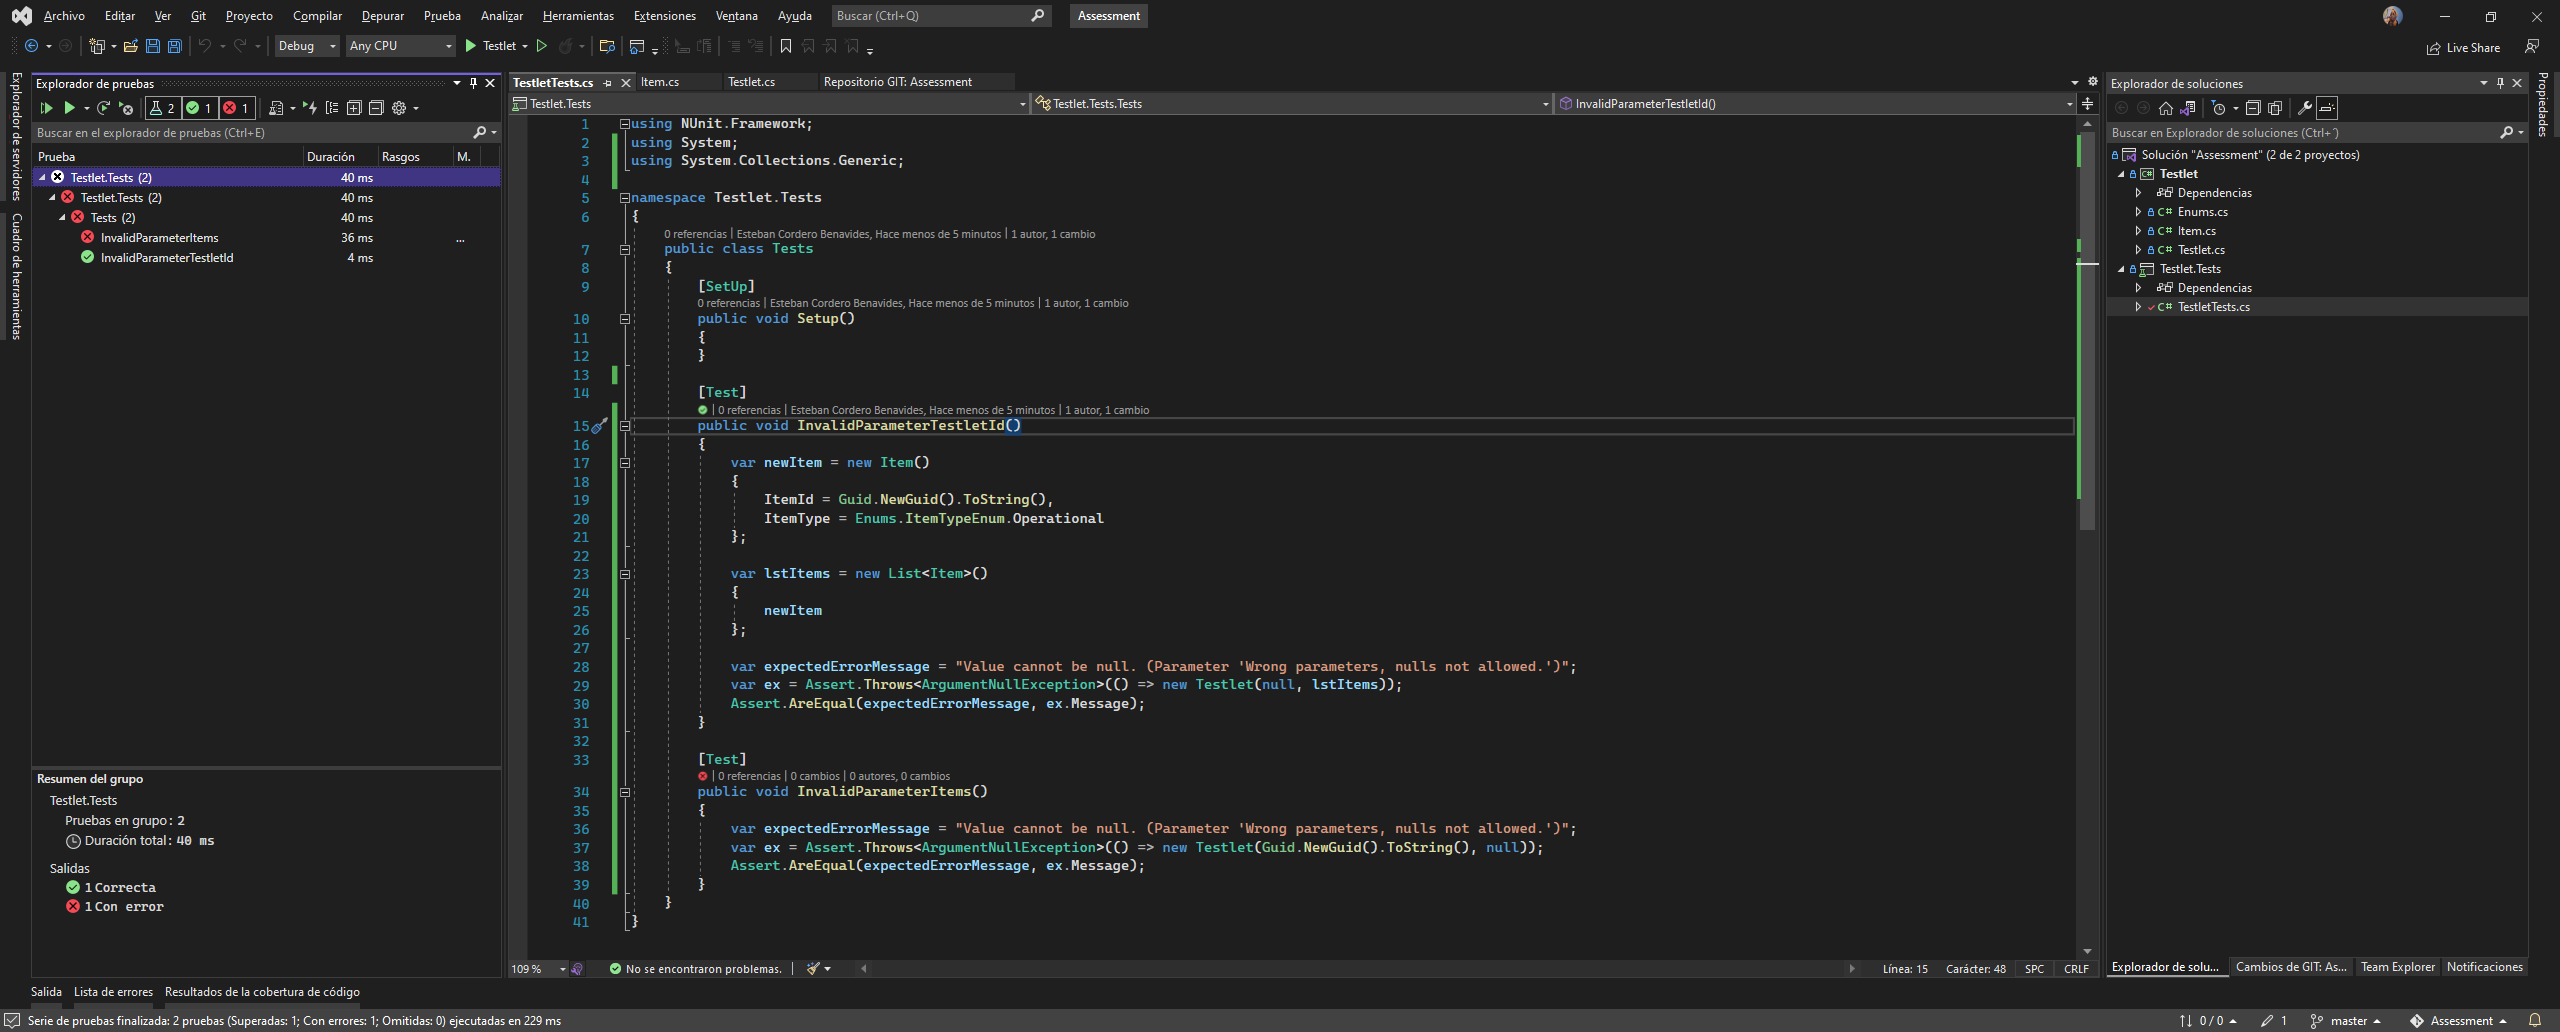 Archivo Editar Ver Git Proyecto Compilar Depurar Prueba Analizar Herramientas Extensiones Ventana Ayuda Buscar (Ctrl+Q) Assessment
Debug Any CPU Testlet Live Share
Explorador de servidores
Cuadro de herramientas
Explorador de pruebas
2 1 1
Buscar en el explorador de pruebas (Ctrl+E)
Prueba Duración Rasgos M.
Testlet.Tests (2) 40 ms
Testlet.Tests (2) 40 ms
Tests (2) 40 ms
InvalidParameterItems 36 ms ...
InvalidParameterTestletId 4 ms
Resumen del grupo
Testlet.Tests
Pruebas en grupo: 2
Duración total: 40 ms
Salidas
1 Correcta
1 Con error
TestletTests.cs Item.cs Testlet.cs Repositorio GIT: Assessment
Testlet.Tests Testlet.Tests.Tests InvalidParameterTestletId()
1 using NUnit.Framework;
2 using System;
3 using System.Collections.Generic;
4
5 namespace Testlet.Tests
6 {
0 referencias | Esteban Cordero Benavides, Hace menos de 5 minutos | 1 autor, 1 cambio
7 public class Tests
8 {
9 [SetUp]
0 referencias | Esteban Cordero Benavides, Hace menos de 5 minutos | 1 autor, 1 cambio
10 public void Setup()
11 {
12 }
13
14 [Test]
| 0 referencias | Esteban Cordero Benavides, Hace menos de 5 minutos | 1 autor, 1 cambio
15 public void InvalidParameterTestletId()
16 {
17 var newItem = new Item()
18 {
19 ItemId = Guid.NewGuid().ToString(),
20 ItemType = Enums.ItemTypeEnum.Operational
21 };
22
23 var lstItems = new List<Item>()
24 {
25 newItem
26 };
27
28 var expectedErrorMessage = "Value cannot be null. (Parameter 'Wrong parameters, nulls not allowed.')";
29 var ex = Assert.Throws<ArgumentNullException>(() => new Testlet(null, lstItems));
30 Assert.AreEqual(expectedErrorMessage, ex.Message);
31 }
32
33 [Test]
| 0 referencias | 0 cambios | 0 autores, 0 cambios
34 public void InvalidParameterItems()
35 {
36 var expectedErrorMessage = "Value cannot be null. (Parameter 'Wrong parameters, nulls not allowed.')";
37 var ex = Assert.Throws<ArgumentNullException>(() => new Testlet(Guid.NewGuid().ToString(), null));
38 Assert.AreEqual(expectedErrorMessage, ex.Message);
39 }
40 }
41 }
109 % No se encontraron problemas. Línea: 15 Carácter: 48 SPC CRLF
Explorador de soluciones
Buscar en Explorador de soluciones (Ctrl+´)
Solución "Assessment" (2 de 2 proyectos)
Testlet
Dependencias
C# Enums.cs
C# Item.cs
C# Testlet.cs
Testlet.Tests
Dependencias
C# TestletTests.cs
Explorador de solu... Cambios de GIT: As... Team Explorer Notificaciones
Propiedades
Salida Lista de errores Resultados de la cobertura de código
Serie de pruebas finalizada: 2 pruebas (Superadas: 1; Con errores: 1; Omitidas: 0) ejecutadas en 229 ms 0 / 0 1 master Assessment